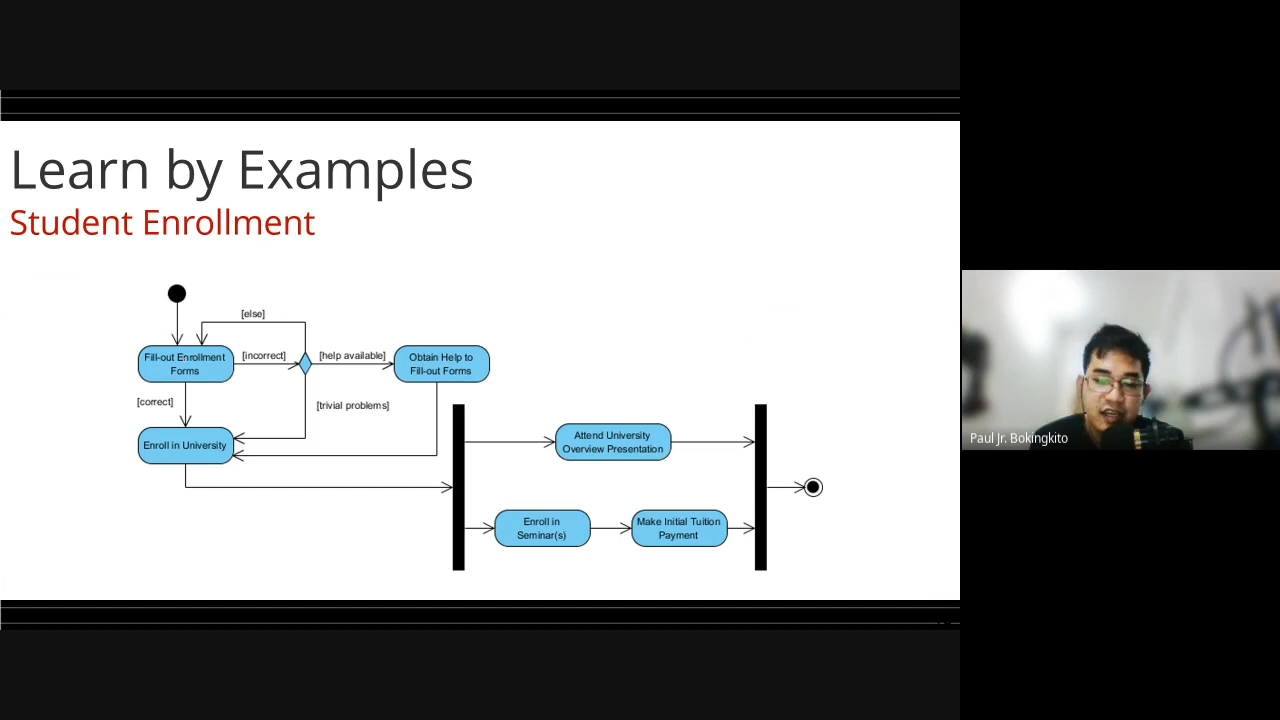 Learn by Examples
Student Enrollment
[else]
Fill-out Enrollment
Forms
[incorrect]
[help available]
Obtain Help to
Fill-out Forms
[correct]
[trivial problems]
Enroll in University
Attend University
Overview Presentation
Enroll in
Seminar(s)
Make Initial Tuition
Payment
Paul Jr. Bokingkito